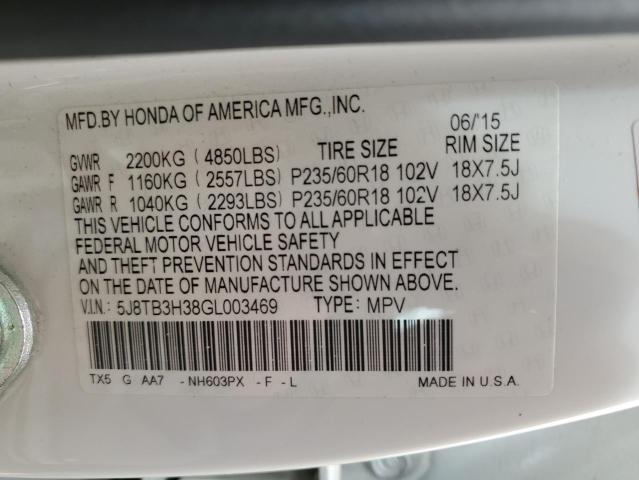 MFD.BY HONDA OF AMERICA MFG.,INC.
06/'15
TIRE SIZE RIM SIZE
GVWR 2200KG (4850LBS)
GAWR F 1160KG (2557LBS) P235/60R18 102V 18X7.5J
GAWR R 1040KG (2293LBS) P235/60R18 102V 18X7.5J
THIS VEHICLE CONFORMS TO ALL APPLICABLE
FEDERAL MOTOR VEHICLE SAFETY
AND THEFT PREVENTION STANDARDS IN EFFECT
ON THE DATE OF MANUFACTURE SHOWN ABOVE.
V.I.N.: 5J8TB3H38GL003469 TYPE: MPV
TX5 G AA7 -NH603PX -F -L MADE IN U.S.A.